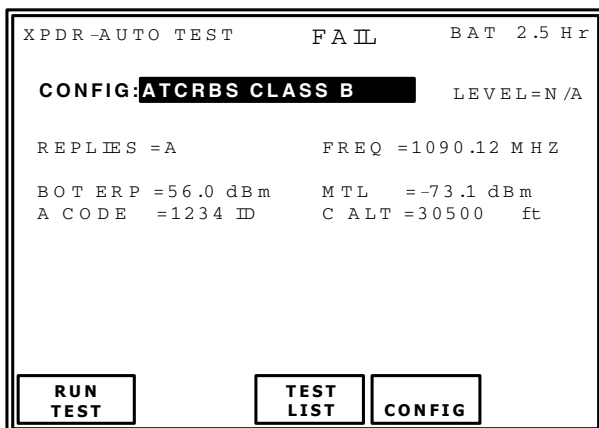 XPDR-AUTO TEST FAIL BAT 2.5 Hr
CONFIG: ATCRBS CLASS B LEVEL=N/A
REPLIES =A FREQ =1090.12 MHZ
BOT ERP =56.0 dBm MTL =-73.1 dBm
A CODE =1234 ID C ALT =30500 ft
RUN TEST
TEST LIST
CONFIG